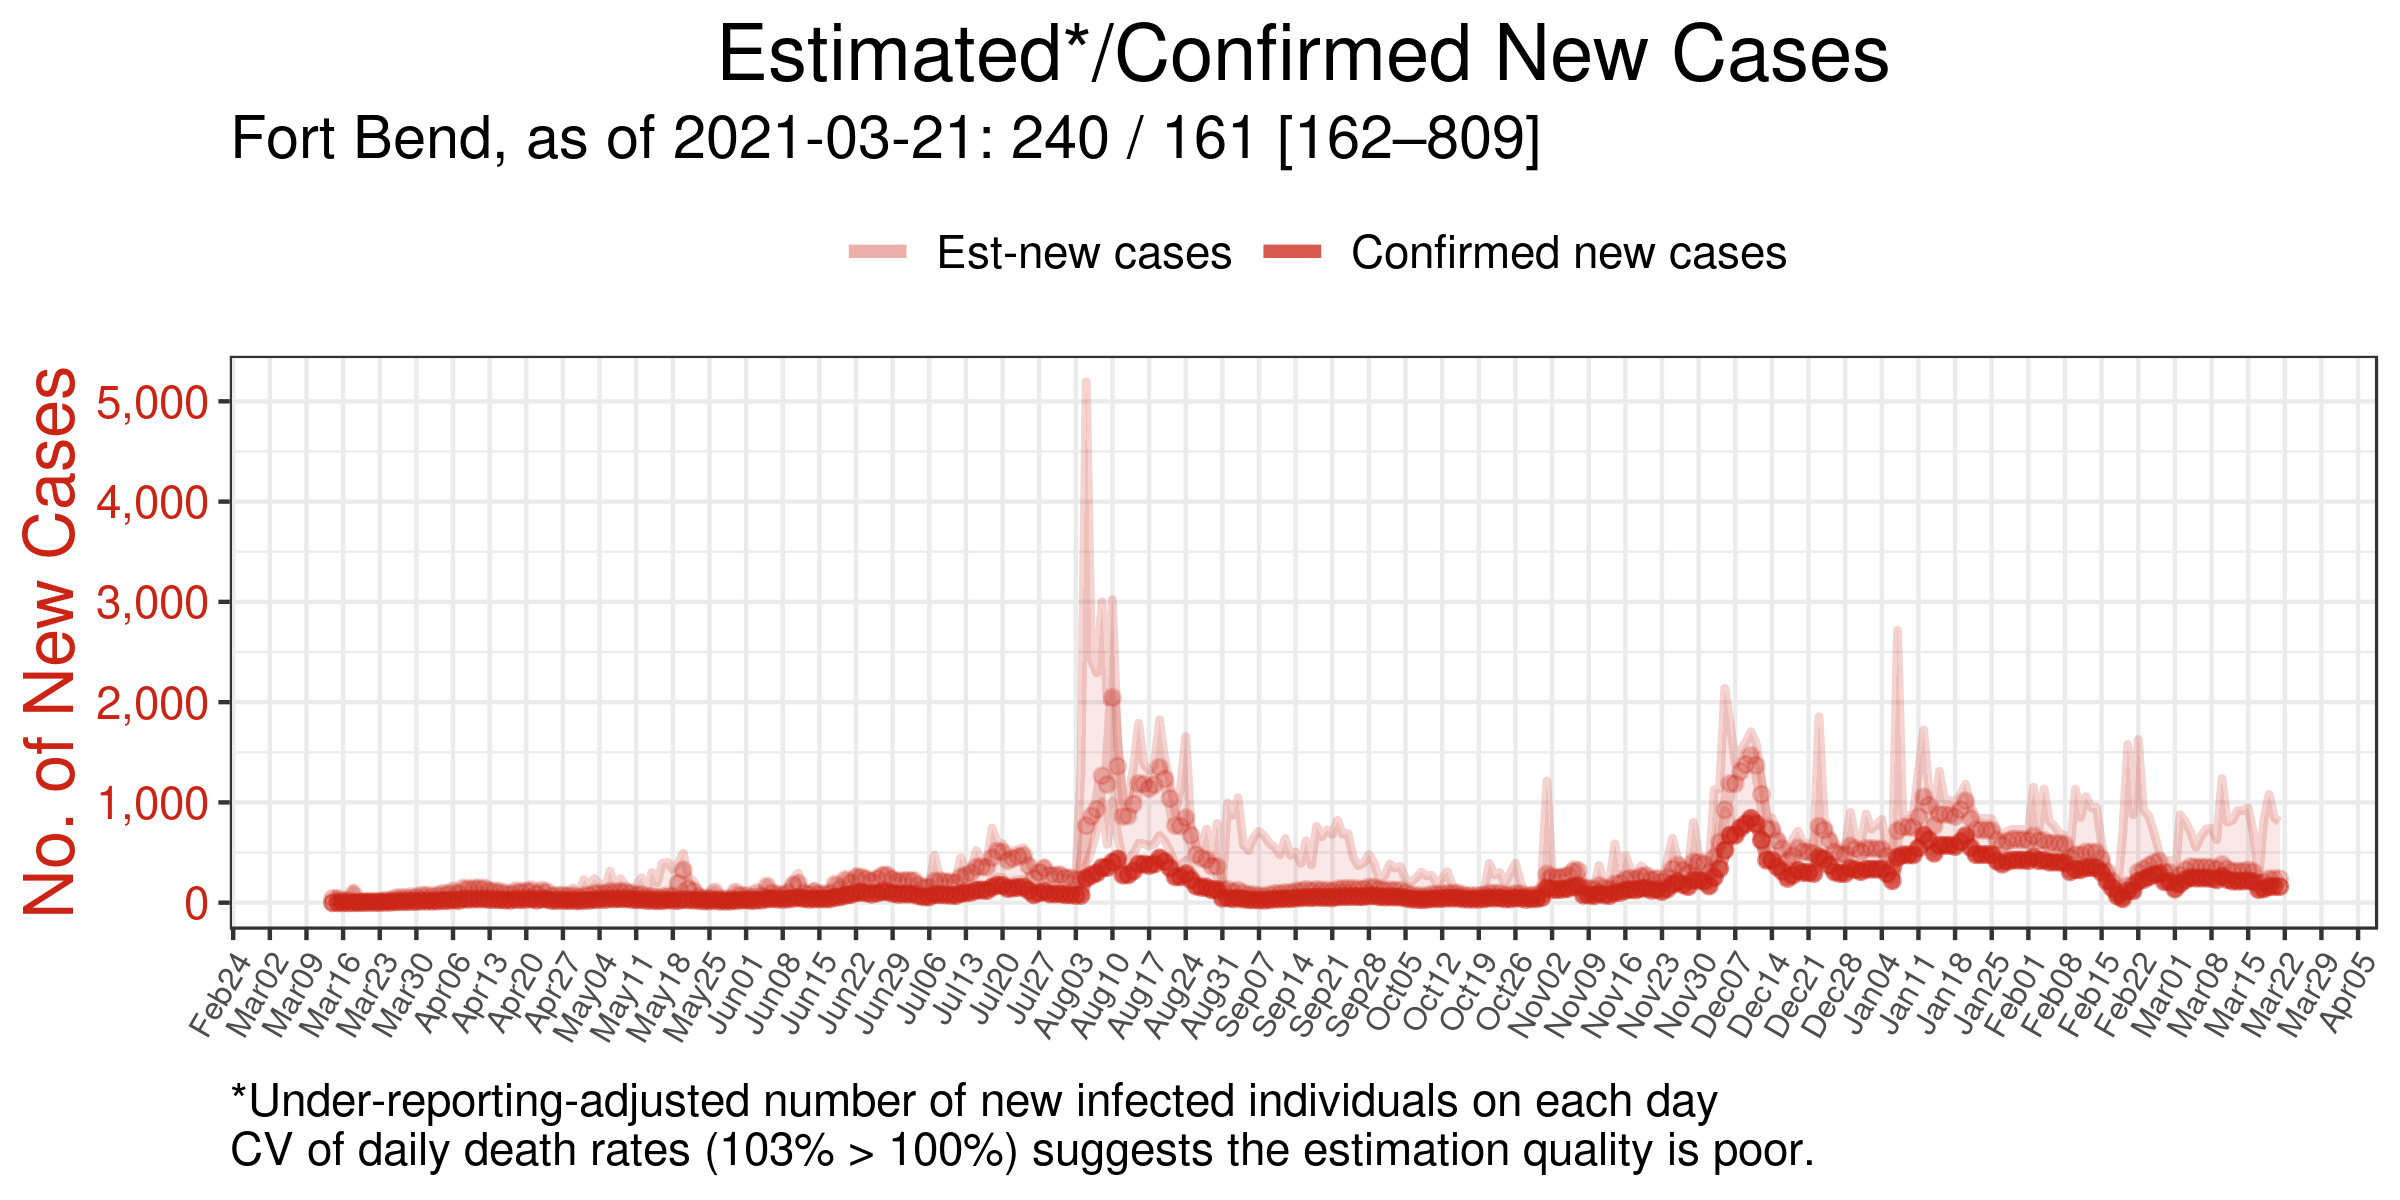 Estimated*/Confirmed New Cases
Fort Bend, as of 2021-03-21: 240 / 161 [162–809]
Est-new cases
Confirmed new cases
No. of New Cases
5,000
4,000
3,000
2,000
1,000
0
Feb24
Mar02
Mar09
Mar16
Mar23
Mar30
Apr06
Apr13
Apr20
Apr27
May04
May11
May18
May25
Jun01
Jun08
Jun15
Jun22
Jun29
Jul06
Jul13
Jul20
Jul27
Aug03
Aug10
Aug17
Aug24
Aug31
Sep07
Sep14
Sep21
Sep28
Oct05
Oct12
Oct19
Oct26
Nov02
Nov09
Nov16
Nov23
Nov30
Dec07
Dec14
Dec21
Dec28
Jan04
Jan11
Jan18
Jan25
Feb01
Feb08
Feb15
Feb22
Mar01
Mar08
Mar15
Mar22
Mar29
Apr05
*Under-reporting-adjusted number of new infected individuals on each day
CV of daily death rates (103% > 100%) suggests the estimation quality is poor.